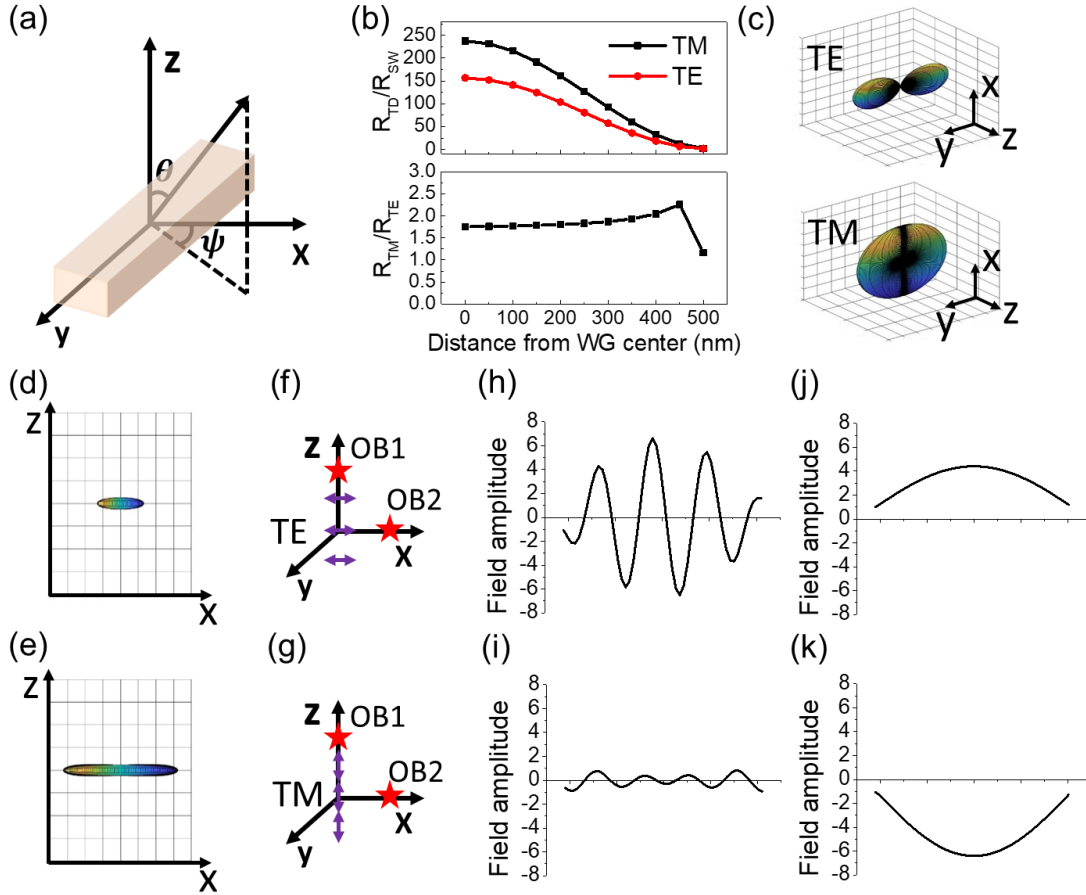 (a)
z
θ
ψ
x
y
(b)
250
200
150
100
50
0
R_TD/R_SW
TM
TE
3.0
2.5
2.0
1.5
1.0
0.5
0.0
R_TM/R_TE
0 100 200 300 400 500
Distance from WG center (nm)
(c)
TE
x
y
z
TM
x
y
z
(d)
z
x
(e)
z
x
(f)
z
OB1
TE
OB2
x
y
(g)
z
OB1
OB2
TM
x
y
(h)
Field amplitude
8
6
4
2
0
-2
-4
-6
-8
(i)
Field amplitude
8
6
4
2
0
-2
-4
-6
-8
(j)
Field amplitude
8
6
4
2
0
-2
-4
-6
-8
(k)
Field amplitude
8
6
4
2
0
-2
-4
-6
-8